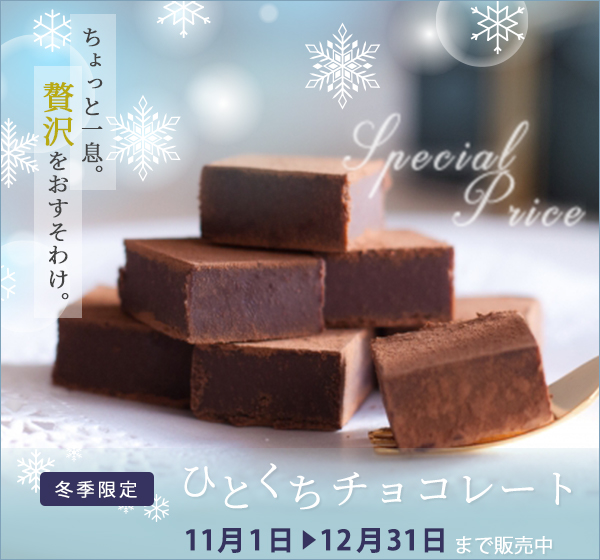 ちょっと一息。
贅沢をおすそわけ。
Special
Price
冬季限定
ひとくちチョコレート
11月1日▶12月31日まで販売中